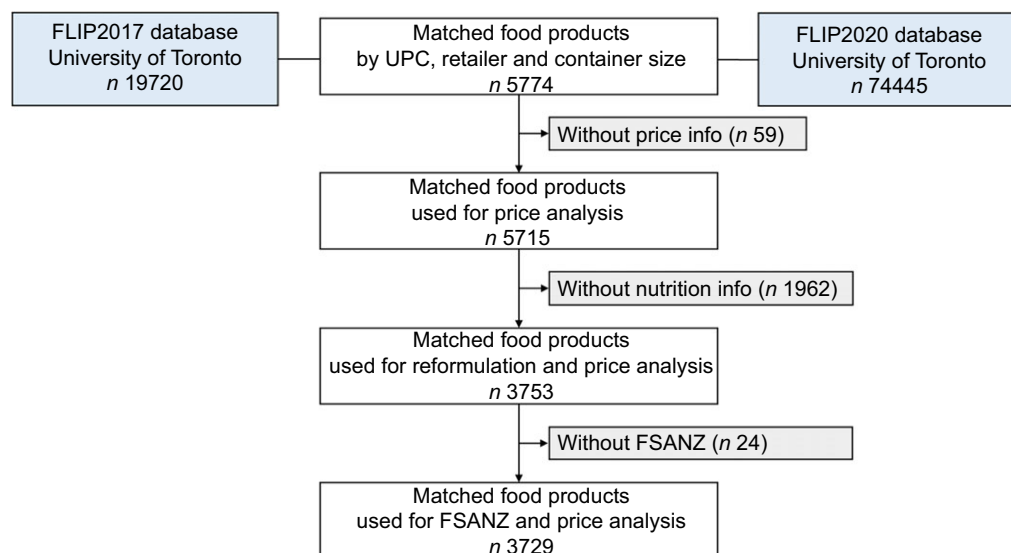 FLIP2017 database
University of Toronto
n 19720
Matched food products
by UPC, retailer and container size
n 5774
FLIP2020 database
University of Toronto
n 74445
Without price info (n 59)
Matched food products
used for price analysis
n 5715
Without nutrition info (n 1962)
Matched food products
used for reformulation and price analysis
n 3753
Without FSANZ (n 24)
Matched food products
used for FSANZ and price analysis
n 3729